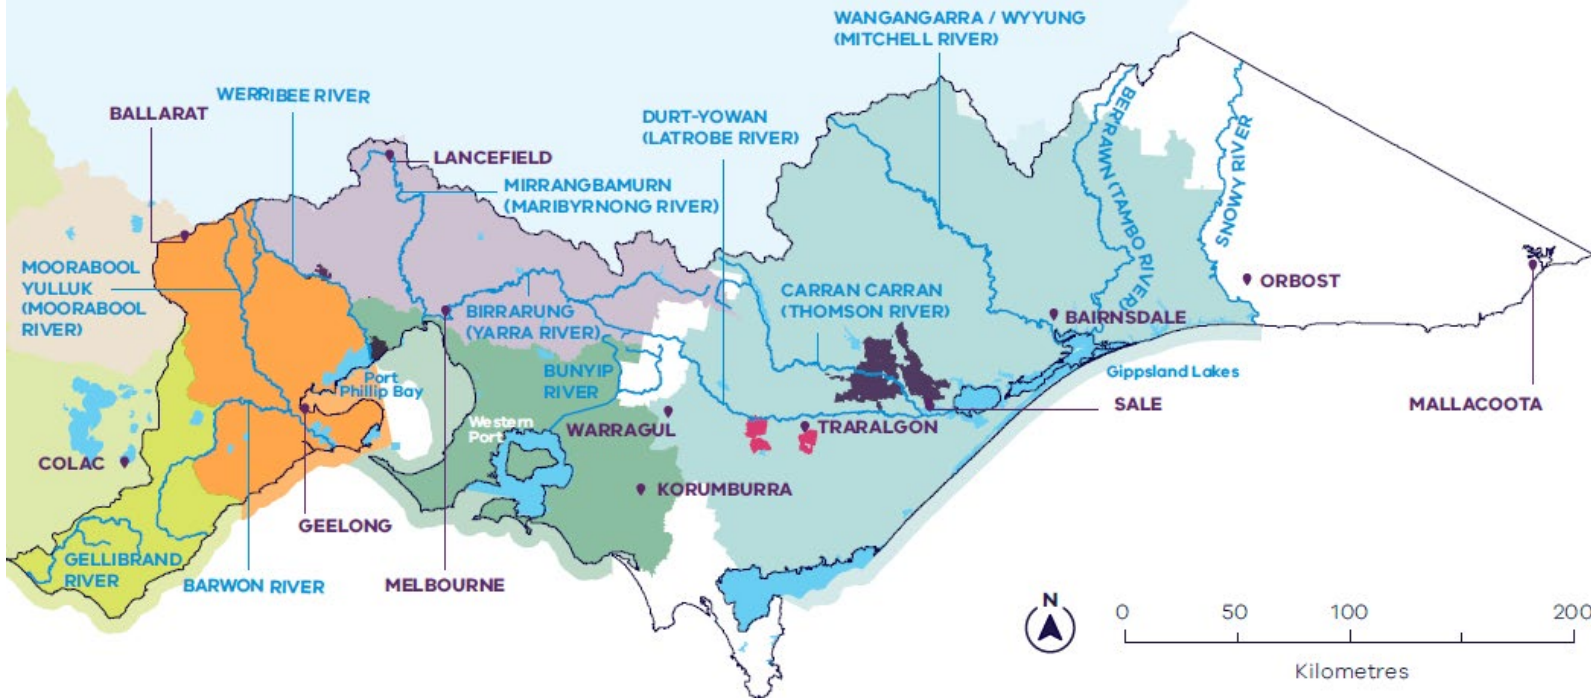 WANGANGARRA / WYYUNG
(MITCHELL RIVER)
WERRIBEE RIVER
BALLARAT
DURT-YOWAN
(LATROBE RIVER)
BERRAWN (TAMBO RIVER)
SNOWY RIVER
LANCEFIELD
MIRRANGBAMURN
(MARIBYRNONG RIVER)
MOORABOOL
YULLUK
(MOORABOOL
RIVER)
CARRAN CARRAN
(THOMSON RIVER)
ORBOST
BIRRARUNG
(YARRA RIVER)
BAIRNSDALE
BUNYIP
RIVER
Port
Phillip Bay
Gippsland Lakes
Western
Port
WARRAGUL
TRARALGON
SALE
MALLACOOTA
COLAC
KORUMBURRA
GEELONG
GELLIBRAND
RIVER
BARWON RIVER
MELBOURNE
N
0 50 100 200
Kilometres